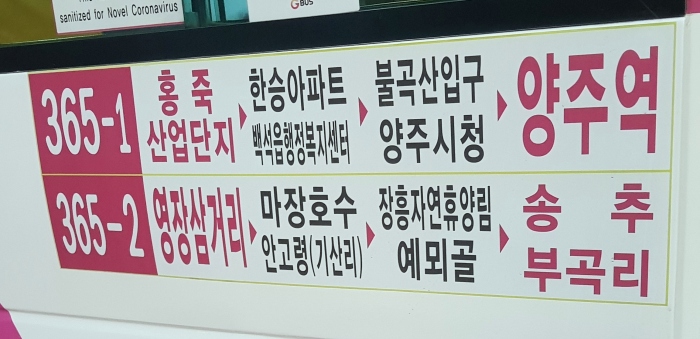 sanitized for Novel Coronavirus
G BUS
365-1
홍죽
산업단지
한승아파트
백석읍행정복지센터
불곡산입구
양주시청
양주역
365-2
영장삼거리
마장호수
안고령(기산리)
장흥자연휴양림
예뫼골
송추
부곡리